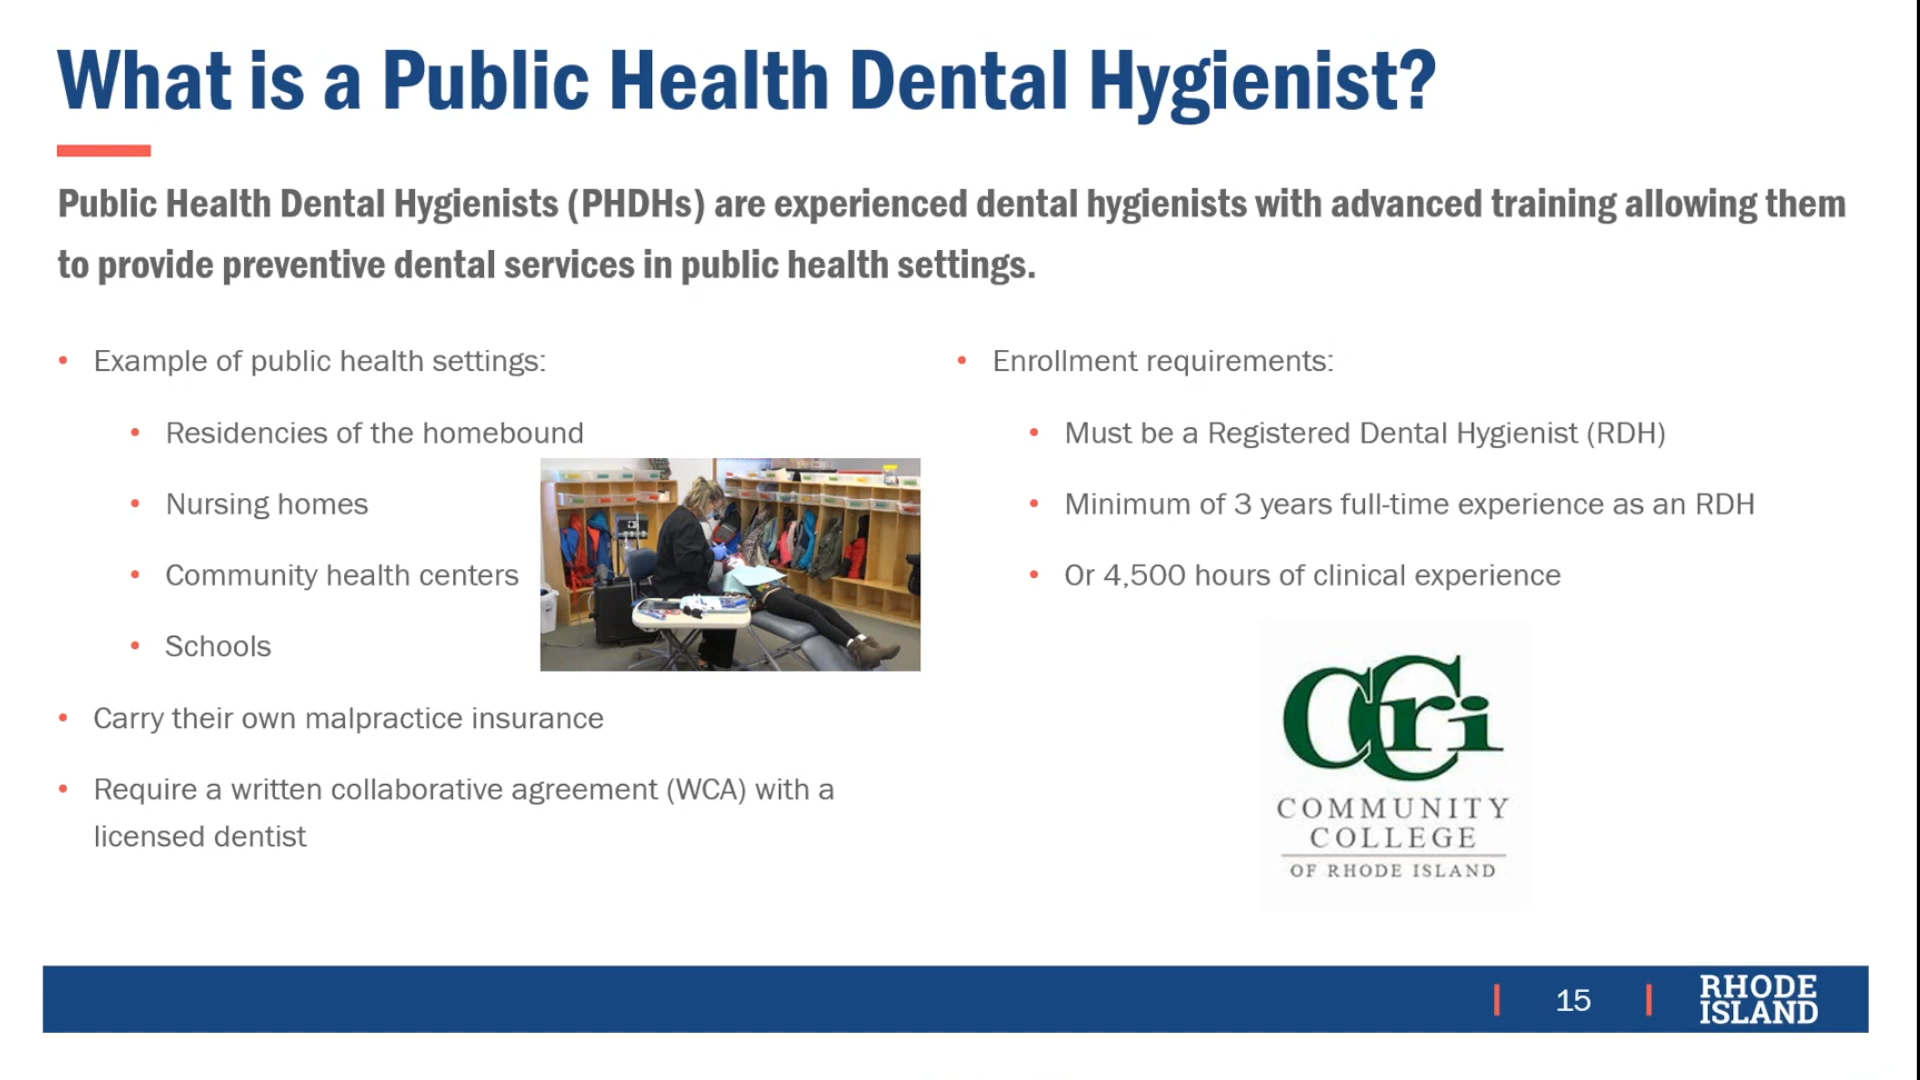 What is a Public Health Dental Hygienist?
Public Health Dental Hygienists (PHDHs) are experienced dental hygienists with advanced training allowing them
to provide preventive dental services in public health settings.
• Example of public health settings:
• Residencies of the homebound
• Nursing homes
• Community health centers
• Schools
• Carry their own malpractice insurance
• Require a written collaborative agreement (WCA) with a
licensed dentist
• Enrollment requirements:
• Must be a Registered Dental Hygienist (RDH)
• Minimum of 3 years full-time experience as an RDH
• Or 4,500 hours of clinical experience
CCri
COMMUNITY
COLLEGE
OF RHODE ISLAND
15
RHODE
ISLAND